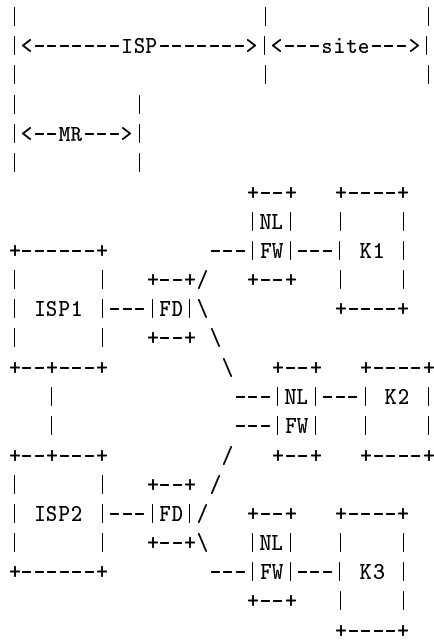 |                    |             |
|<-------ISP------->|<---site--->|
|                    |             |
|          |
|<--MR--->|
|          |
                   +--+   +----+
                   |NL|   |    |
+------+        ---|FW|---| K1 |
|      |   +--+/   +--+   |    |
| ISP1 |---|FD|\          +----+
|      |   +--+ \
+--+---+         \   +--+   +----+
   |              ---|NL|---| K2 |
   |              ---|FW|   |    |
+--+---+         /   +--+   +----+
|      |   +--+ /
| ISP2 |---|FD|/   +--+   +----+
|      |   +--+\   |NL|   |    |
+------+        ---|FW|---| K3 |
                   +--+   |    |
                          +----+